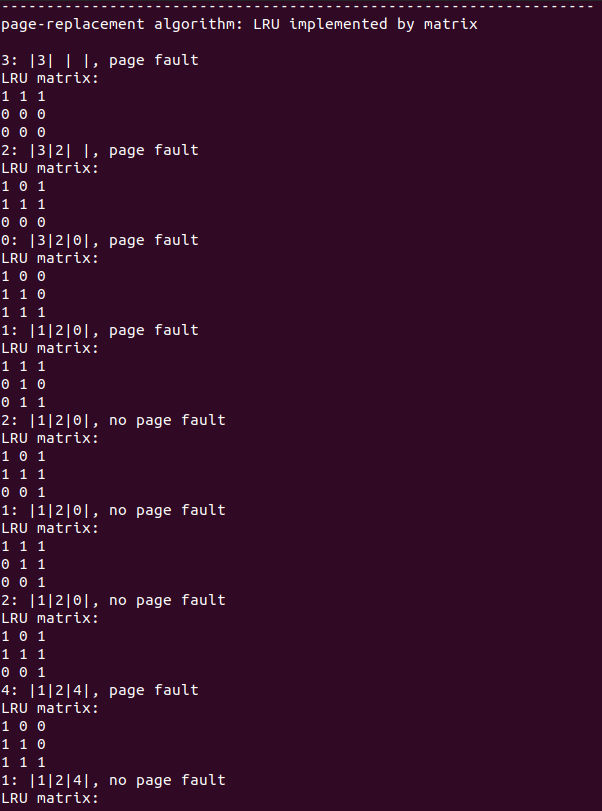 ------------------------------------------------------------------
page-replacement algorithm: LRU implemented by matrix
3: |3| | |, page fault
LRU matrix:
1 1 1
0 0 0
0 0 0
2: |3|2| |, page fault
LRU matrix:
1 0 1
1 1 1
0 0 0
0: |3|2|0|, page fault
LRU matrix:
1 0 0
1 1 0
1 1 1
1: |1|2|0|, page fault
LRU matrix:
1 1 1
0 1 0
0 1 1
2: |1|2|0|, no page fault
LRU matrix:
1 0 1
1 1 1
0 0 1
1: |1|2|0|, no page fault
LRU matrix:
1 1 1
0 1 1
0 0 1
2: |1|2|0|, no page fault
LRU matrix:
1 0 1
1 1 1
0 0 1
4: |1|2|4|, page fault
LRU matrix:
1 0 0
1 1 0
1 1 1
1: |1|2|4|, no page fault
LRU matrix: